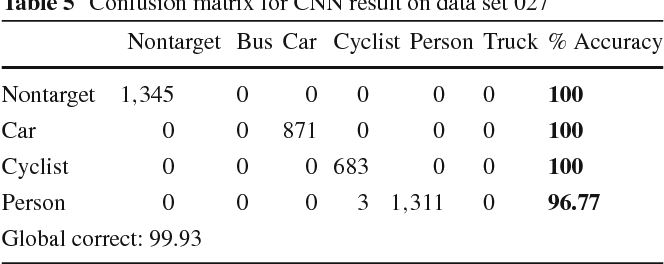 Table 5 Confusion matrix for CNN result on data set 027
Nontarget Bus Car Cyclist Person Truck % Accuracy
Nontarget 1,345 0 0 0 0 0 100
Car 0 0 871 0 0 0 100
Cyclist 0 0 0 683 0 0 100
Person 0 0 0 3 1,311 0 96.77
Global correct: 99.93